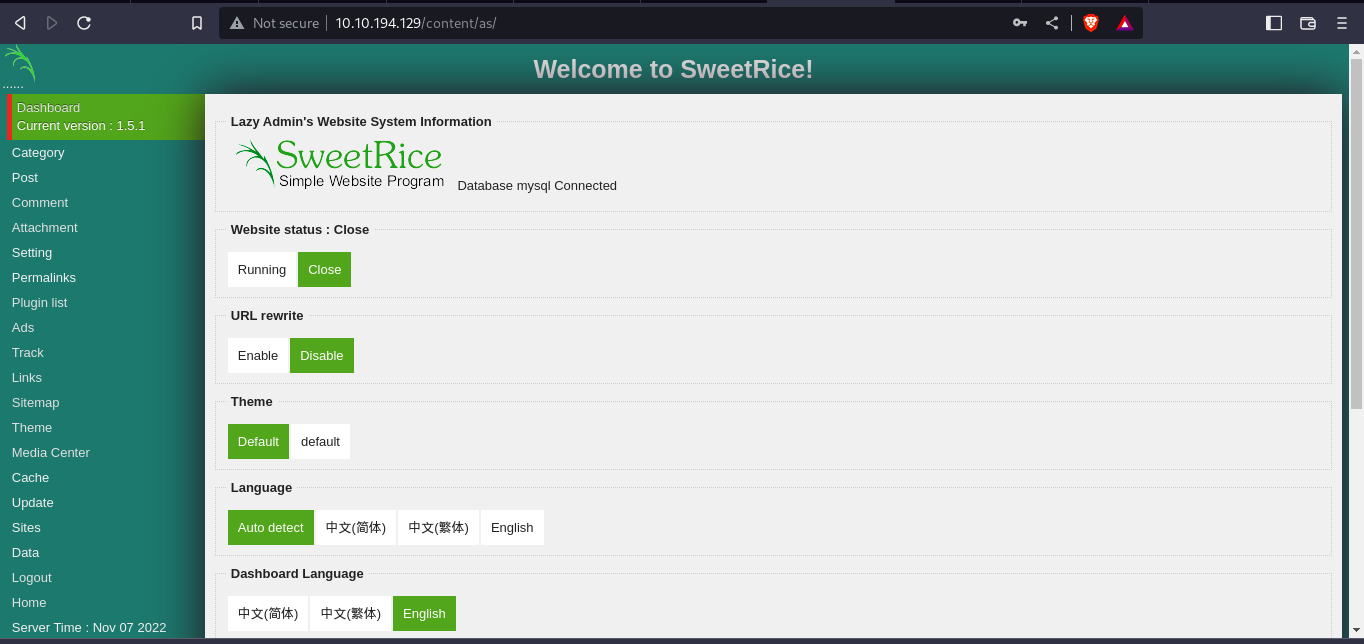 Not secure 10.10.194.129/content/as/
......
Welcome to SweetRice!
Dashboard
Current version : 1.5.1
Category
Post
Comment
Attachment
Setting
Permalinks
Plugin list
Ads
Track
Links
Sitemap
Theme
Media Center
Cache
Update
Sites
Data
Logout
Home
Server Time : Nov 07 2022
Lazy Admin's Website System Information
SweetRice
Simple Website Program
Database mysql Connected
Website status : Close
Running Close
URL rewrite
Enable Disable
Theme
Default default
Language
Auto detect 中文(简体) 中文(繁体) English
Dashboard Language
中文(简体) 中文(繁体) English